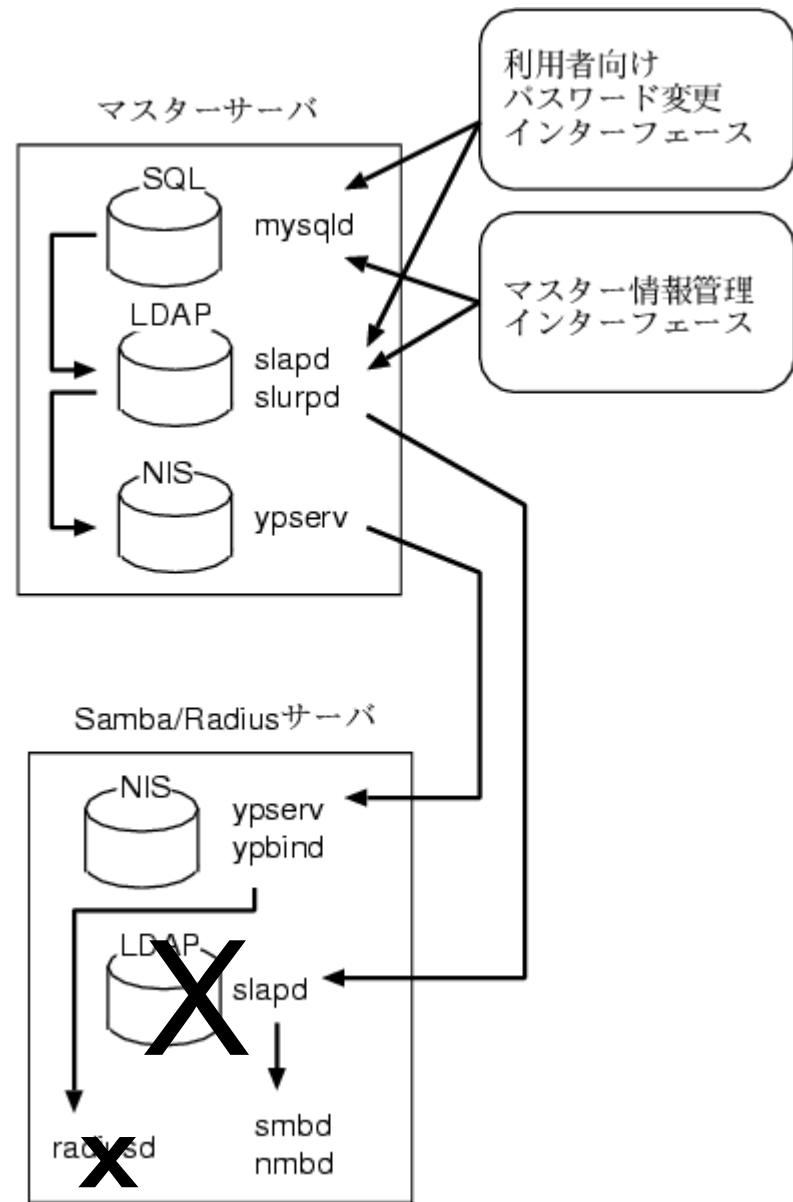 利用者向け
パスワード変更
インターフェース
マスターサーバ
SQL
mysqld
マスター情報管理
インターフェース
LDAP
slapd
slurpd
NIS
ypserv
Samba/Radiusサーバ
NIS
ypserv
ypbind
LDAP
slapd
radiusd
smbd
nmbd